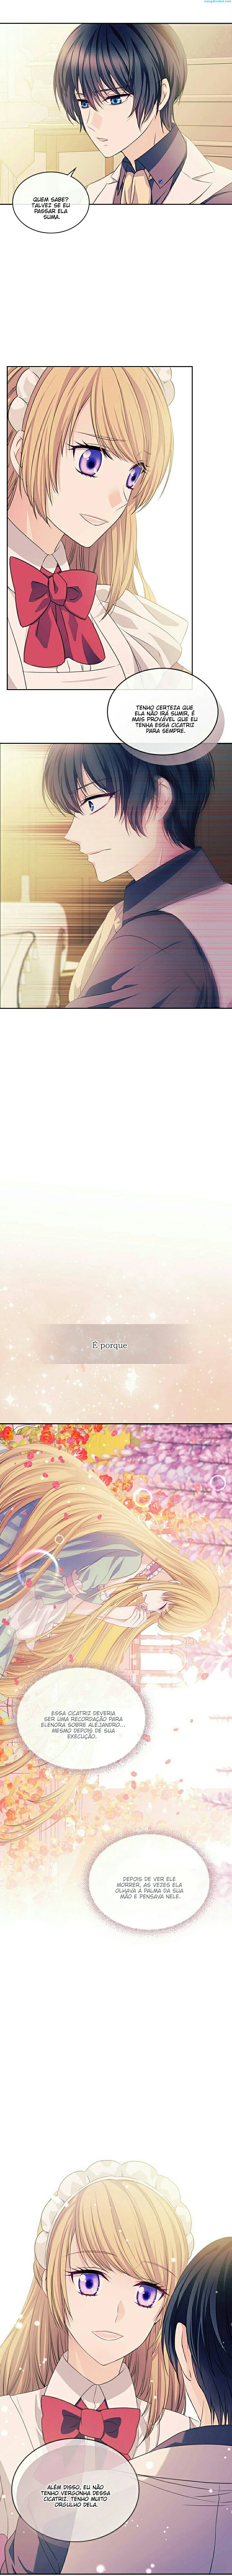 QUEM SABE?
TALVEZ SE EU
PASSAR ELA
SUMA.
TENHO CERTEZA QUE
ELA NÃO IRÁ SUMIR, É
MAIS PROVÁVEL QUE EU
TENHA ESSA CICATRIZ
PARA SEMPRE.
É porque
ESSA CICATRIZ DEVERIA
SER UMA RECORDAÇÃO PARA
ELENORA SOBRE ALEJANDRO...
MESMO DEPOIS DE SUA
EXECUÇÃO.
DEPOIS DE VER ELE
MORRER, AS VEZES ELA
OLHAVA A PALMA DA SUA
MÃO E PENSAVA NELE.
ALÉM DISSO, EU NÃO
TENHO VERGONHA DESSA
CICATRIZ. TENHO MUITO
ORGULHO DELA.